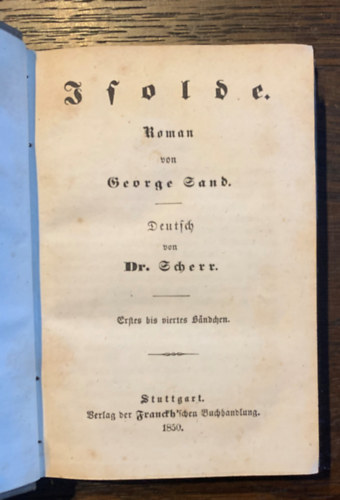 Isolde.
Roman
von
George Sand.
Deutsch
von
Dr. Scherr.
Erstes bis viertes Bändchen.
Stuttgart.
Verlag der Franckh'schen Buchhandlung.
1850.